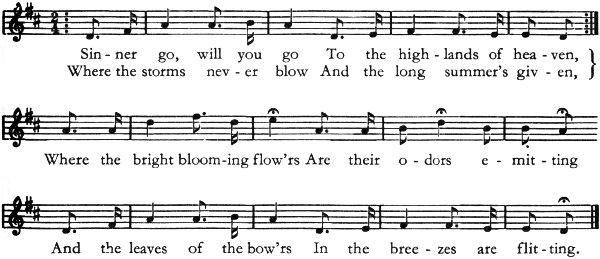 Sin - ner go, will you go To the high - lands of hea - ven,
Where the storms nev - er blow And the long summer's giv - en,
Where the bright bloom-ing flow'rs Are their o - dors e - mit - ting
And the leaves of the bow'rs In the bree - zes are flit - ting.